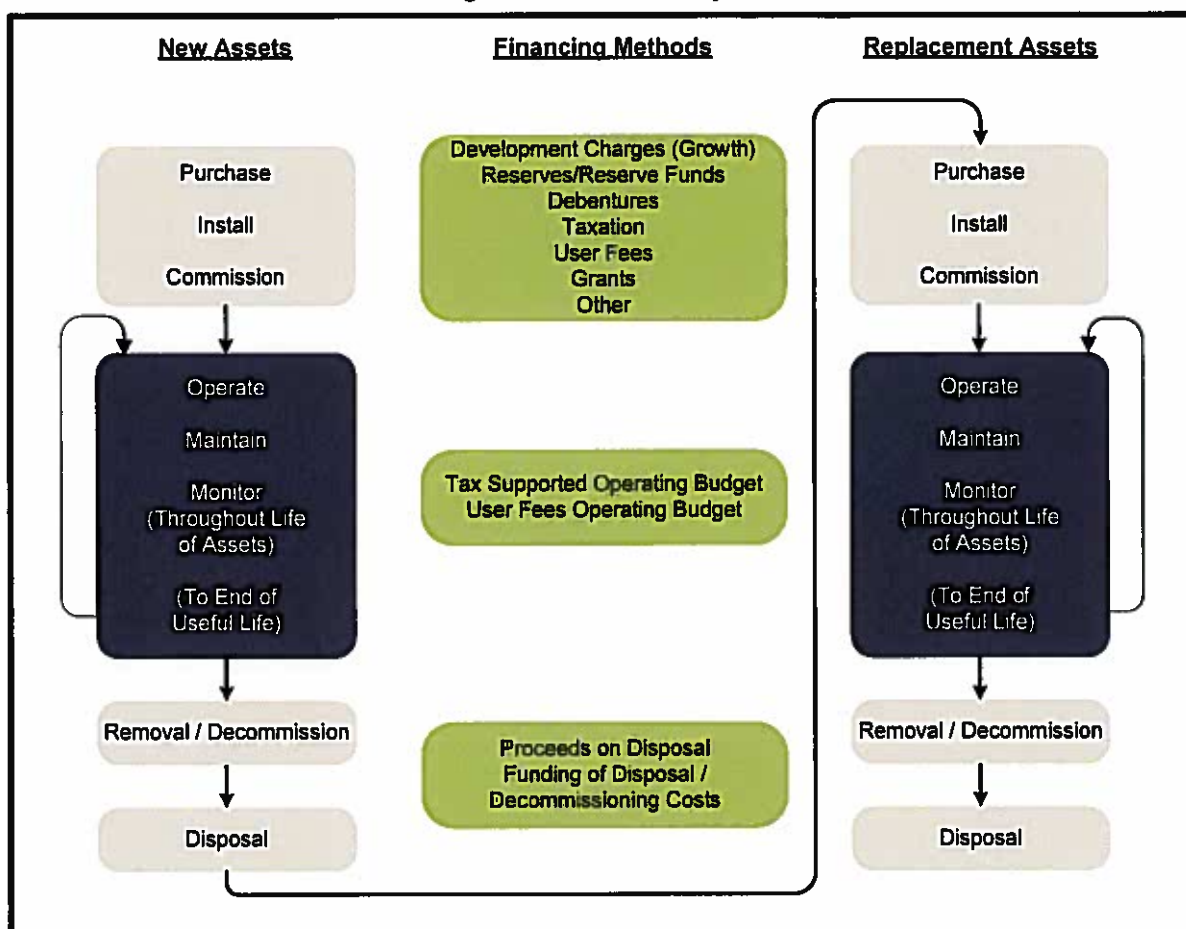 New Assets
Financing Methods
Replacement Assets
Purchase
Install
Commission
Operate
Maintain
Monitor
(Throughout Life
of Assets)
(To End of
Useful Life)
Removal / Decommission
Disposal
Development Charges (Growth)
Reserves/Reserve Funds
Debentures
Taxation
User Fees
Grants
Other
Tax Supported Operating Budget
User Fees Operating Budget
Proceeds on Disposal
Funding of Disposal /
Decommissioning Costs
Purchase
Install
Commission
Operate
Maintain
Monitor
(Throughout Life
of Assets)
(To End of
Useful Life)
Removal / Decommission
Disposal